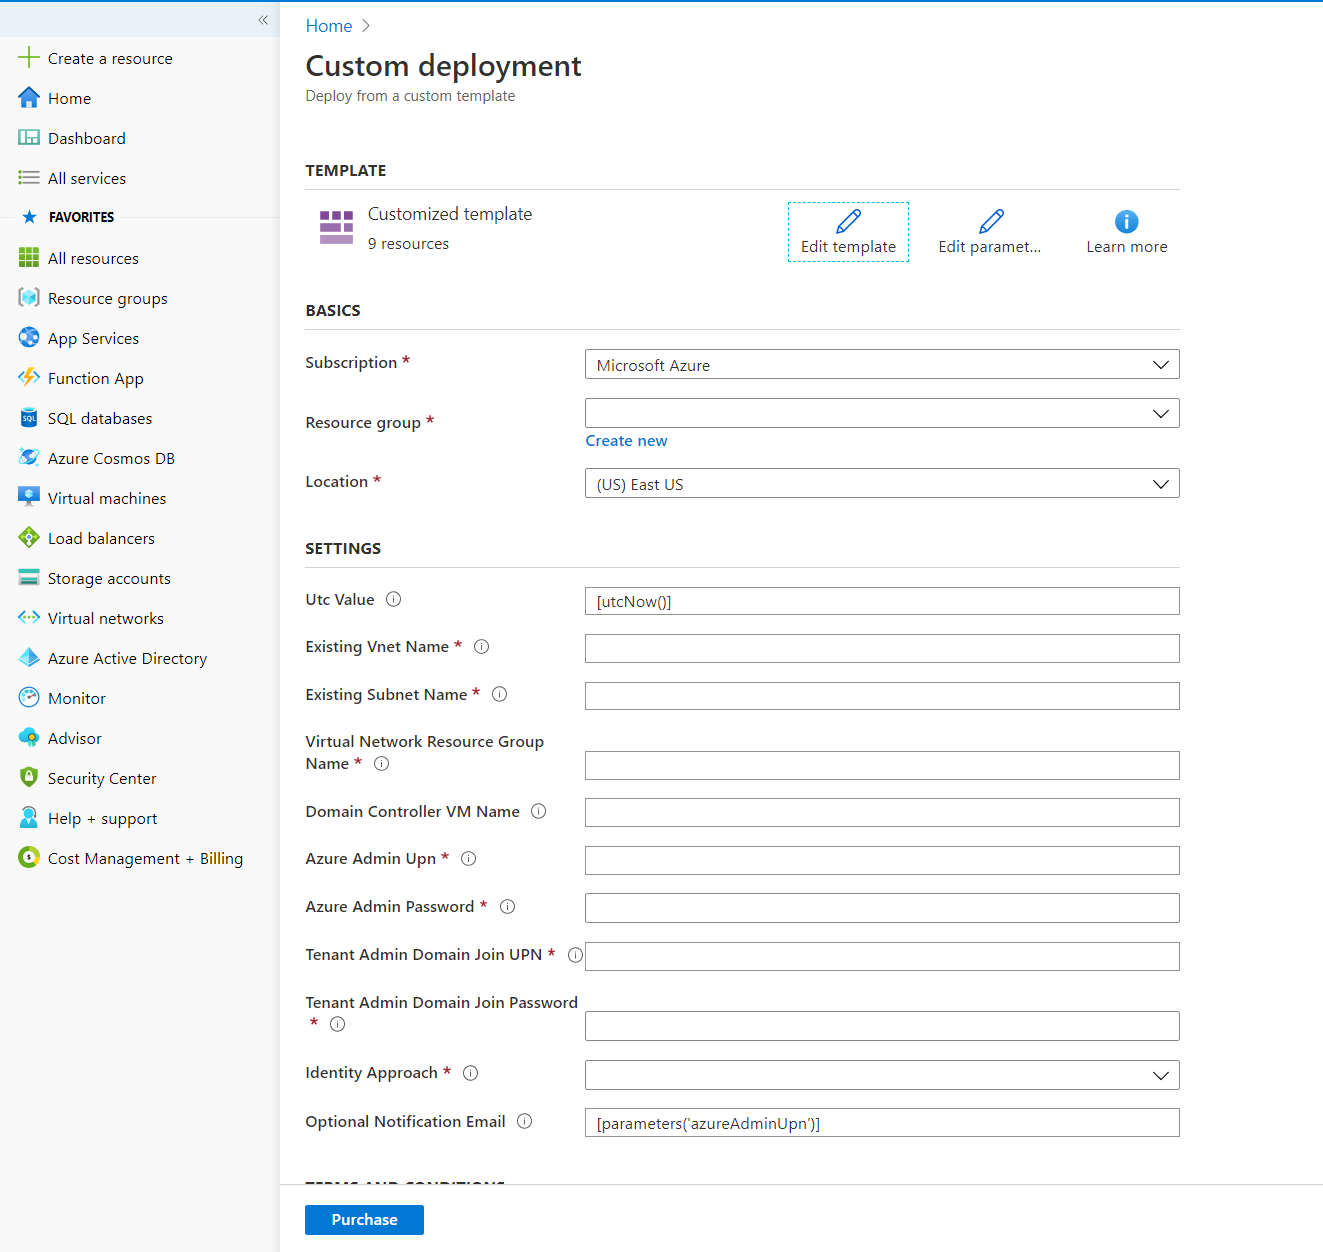 «
Create a resource
Home
Dashboard
All services
FAVORITES
All resources
Resource groups
App Services
Function App
SQL
SQL databases
Azure Cosmos DB
Virtual machines
Load balancers
Storage accounts
Virtual networks
Azure Active Directory
Monitor
Advisor
Security Center
Help + support
Cost Management + Billing
Home >
Custom deployment
Deploy from a custom template
TEMPLATE
Customized template
9 resources
Edit template
Edit paramet...
Learn more
BASICS
Subscription *
Microsoft Azure
Resource group *
Create new
Location *
(US) East US
SETTINGS
Utc Value
[utcNow()]
Existing Vnet Name *
Existing Subnet Name *
Virtual Network Resource Group
Name *
Domain Controller VM Name
Azure Admin Upn *
Azure Admin Password *
Tenant Admin Domain Join UPN *
Tenant Admin Domain Join Password
*
Identity Approach *
Optional Notification Email
[parameters('azureAdminUpn')]
TERMS AND CONDITIONS
Purchase